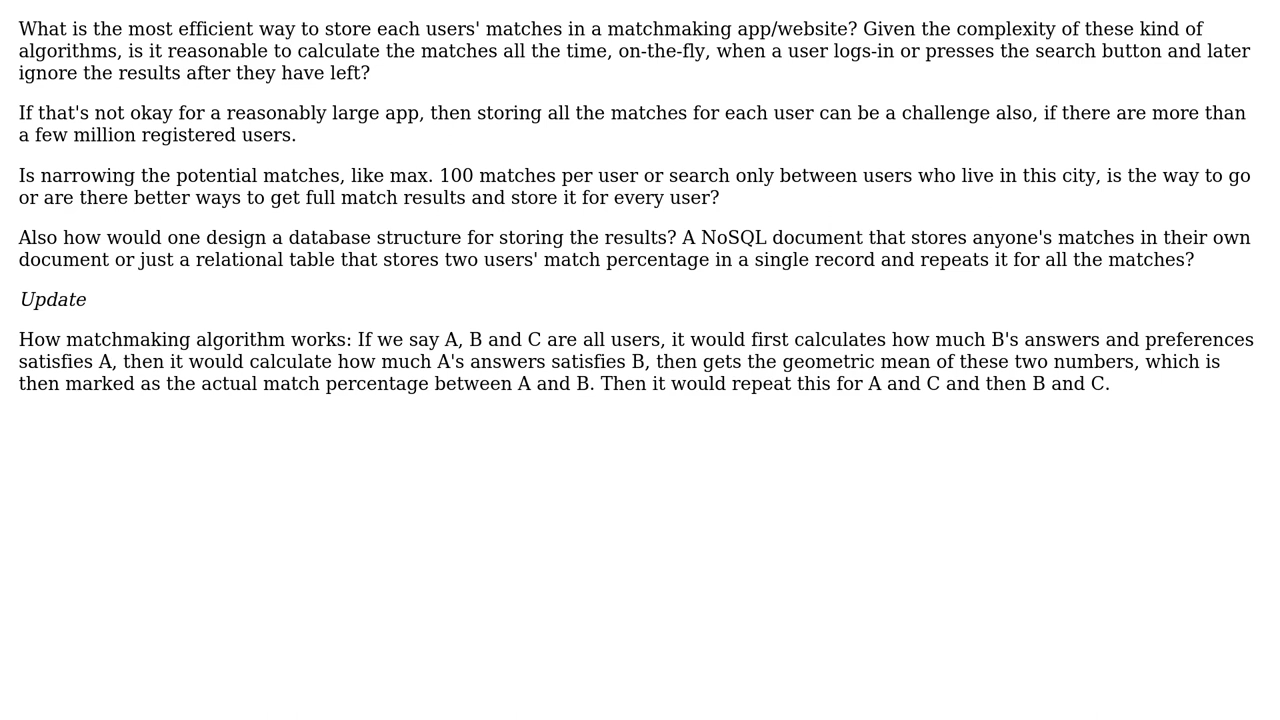 What is the most efficient way to store each users' matches in a matchmaking app/website? Given the complexity of these kind of
algorithms, is it reasonable to calculate the matches all the time, on-the-fly, when a user logs-in or presses the search button and later
ignore the results after they have left?
If that's not okay for a reasonably large app, then storing all the matches for each user can be a challenge also, if there are more than
a few million registered users.
Is narrowing the potential matches, like max. 100 matches per user or search only between users who live in this city, is the way to go
or are there better ways to get full match results and store it for every user?
Also how would one design a database structure for storing the results? A NoSQL document that stores anyone's matches in their own
document or just a relational table that stores two users' match percentage in a single record and repeats it for all the matches?
Update
How matchmaking algorithm works: If we say A, B and C are all users, it would first calculates how much B's answers and preferences
satisfies A, then it would calculate how much A's answers satisfies B, then gets the geometric mean of these two numbers, which is
then marked as the actual match percentage between A and B. Then it would repeat this for A and C and then B and C.